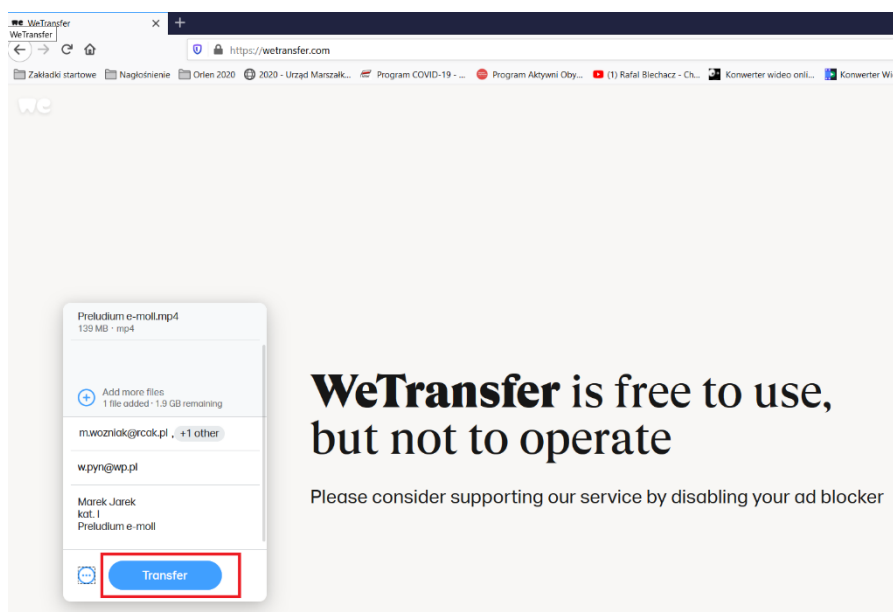 we WeTransfer
WeTransfer
https://wetransfer.com
Zakładki startowe Nagłośnienie Orlen 2020 2020 - Urząd Marszałk... Program COVID-19 - ... Program Aktywni Oby... (1) Rafał Blechacz - Ch... Konwerter wideo onli... Konwerter Wi
we
Preludium e-moll.mp4
139 MB · mp4
Add more files
1 file added · 1.9 GB remaining
m.wozniak@rcak.pl , +1 other
w.pyn@wp.pl
Marek Jarek
kat. I
Preludium e-moll
Transfer
WeTransfer is free to use,
but not to operate
Please consider supporting our service by disabling your ad blocker